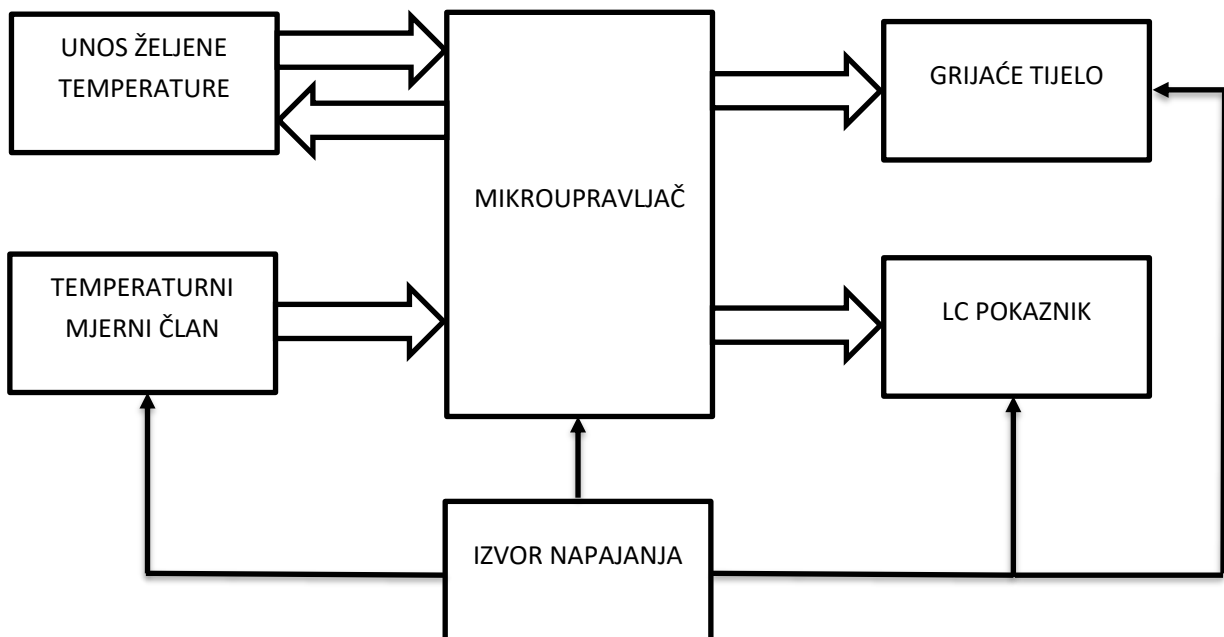 UNOS ŽELJENE
TEMPERATURE
MIKROUPRAVLJAČ
GRIJAĆE TIJELO
TEMPERATURNI
MJERNI ČLAN
LC POKAZNIK
IZVOR NAPAJANJA